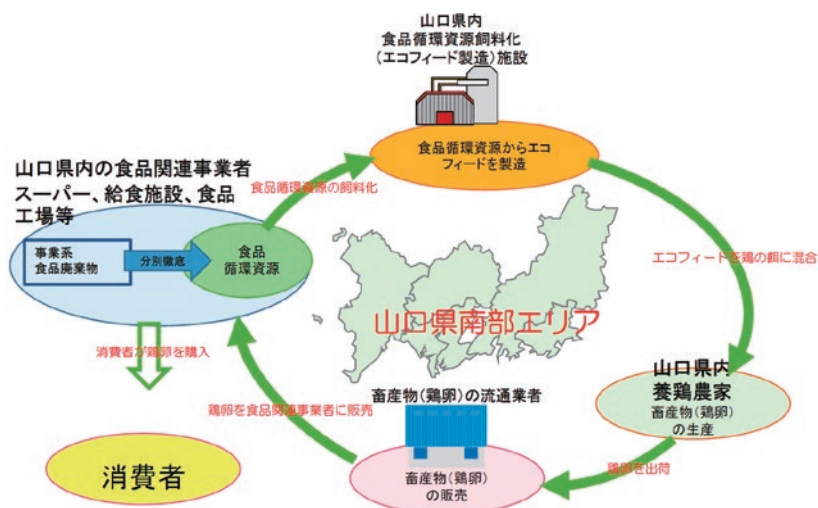 山口県内
食品循環資源飼料化
(エコフィード製造)施設
食品循環資源からエコ
フィードを製造
山口県内の食品関連事業者
スーパー、給食施設、食品
工場等
食品循環資源の飼料化
事業系
食品廃棄物
分別徹底
食品
循環資源
エコフィードを鶏の餌に混合
山口県南部エリア
消費者が鶏卵を購入
山口県内
養鶏農家
畜産物(鶏卵)
の生産
畜産物(鶏卵)の流通業者
鶏卵を食品関連事業者に販売
鶏卵を出荷
消費者
畜産物(鶏卵)
の販売